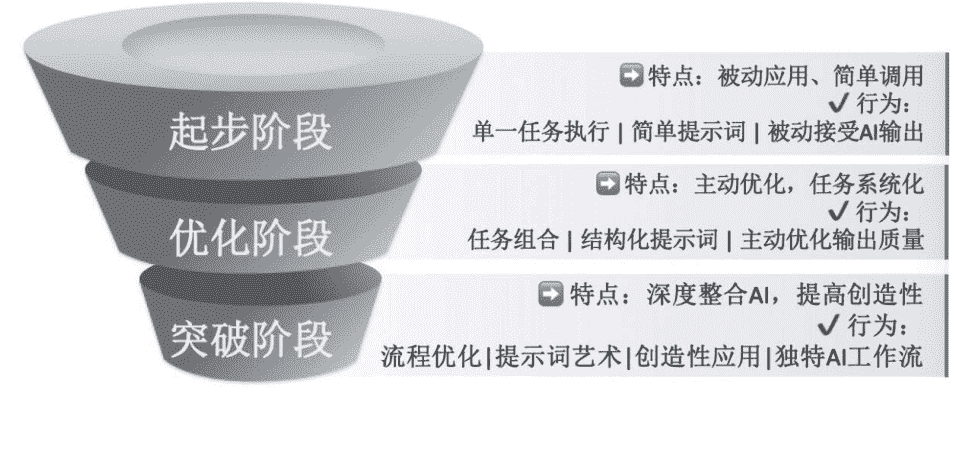 起步阶段
➡特点：被动应用、简单调用
✓行为：
单一任务执行 | 简单提示词 | 被动接受AI输出
优化阶段
➡特点：主动优化，任务系统化
✓行为：
任务组合 | 结构化提示词 | 主动优化输出质量
突破阶段
➡特点：深度整合AI，提高创造性
✓行为：
流程优化|提示词艺术|创造性应用|独特AI工作流